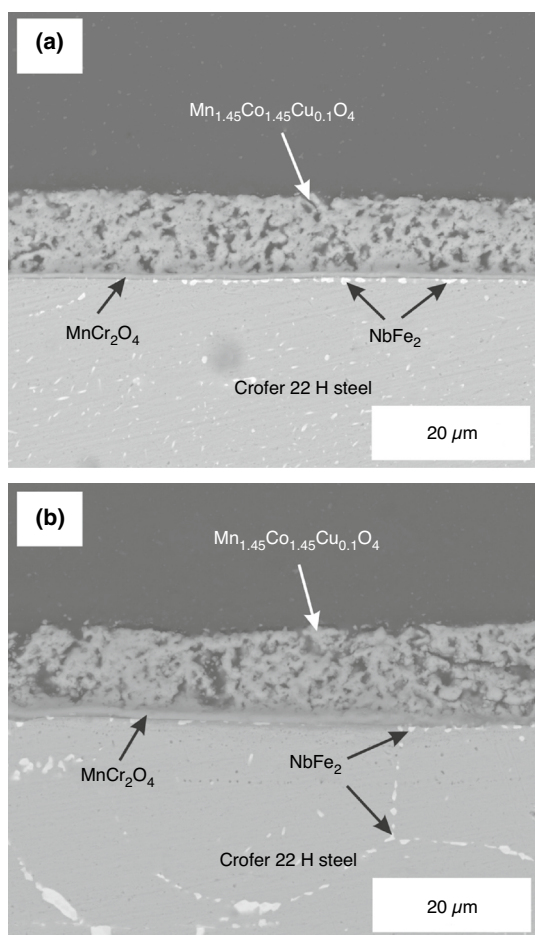 (a)
Mn₁.₄₅Co₁.₄₅Cu₀.₁O₄
MnCr₂O₄
NbFe₂
Crofer 22 H steel
20 µm
(b)
Mn₁.₄₅Co₁.₄₅Cu₀.₁O₄
NbFe₂
MnCr₂O₄
Crofer 22 H steel
20 µm